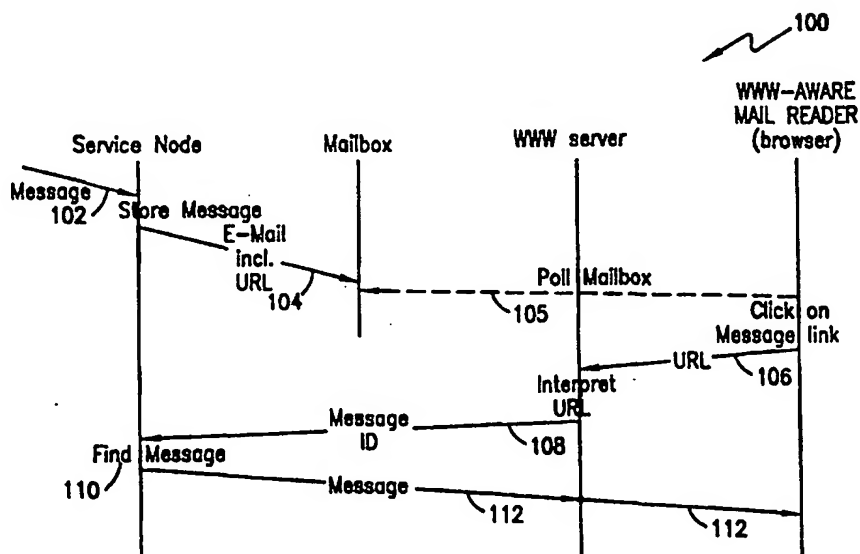 100
WWW-AWARE
MAIL READER
(browser)
Service Node
Mailbox
WWW server
Message
102
Store Message
E-Mail
incl.
URL
104
Poll Mailbox
105
Click on
Message link
URL
106
Interpret
URL
Message
ID
108
Find Message
110
Message
112
112